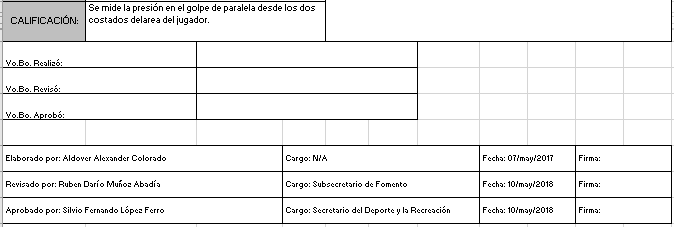 CALIFICACIÓN:
Se mide la presión en el golpe de paralela desde los dos
costados delarea del jugador.
Vo.Bo. Realizó:
Vo.Bo. Revisó:
Vo.Bo. Aprobó:
Elaborado por: Aldover Alexander Colorado Cargo: N/A Fecha: 07/may/2017 Firma:
Revisado por: Ruben Darío Muñoz Abadía Cargo: Subsecretario de Fomento Fecha: 10/may/2018 Firma:
Aprobado por: Silvio Fernando López Ferro Cargo: Secretario del Deporte y la Recreación Fecha: 10/may/2018 Firma: